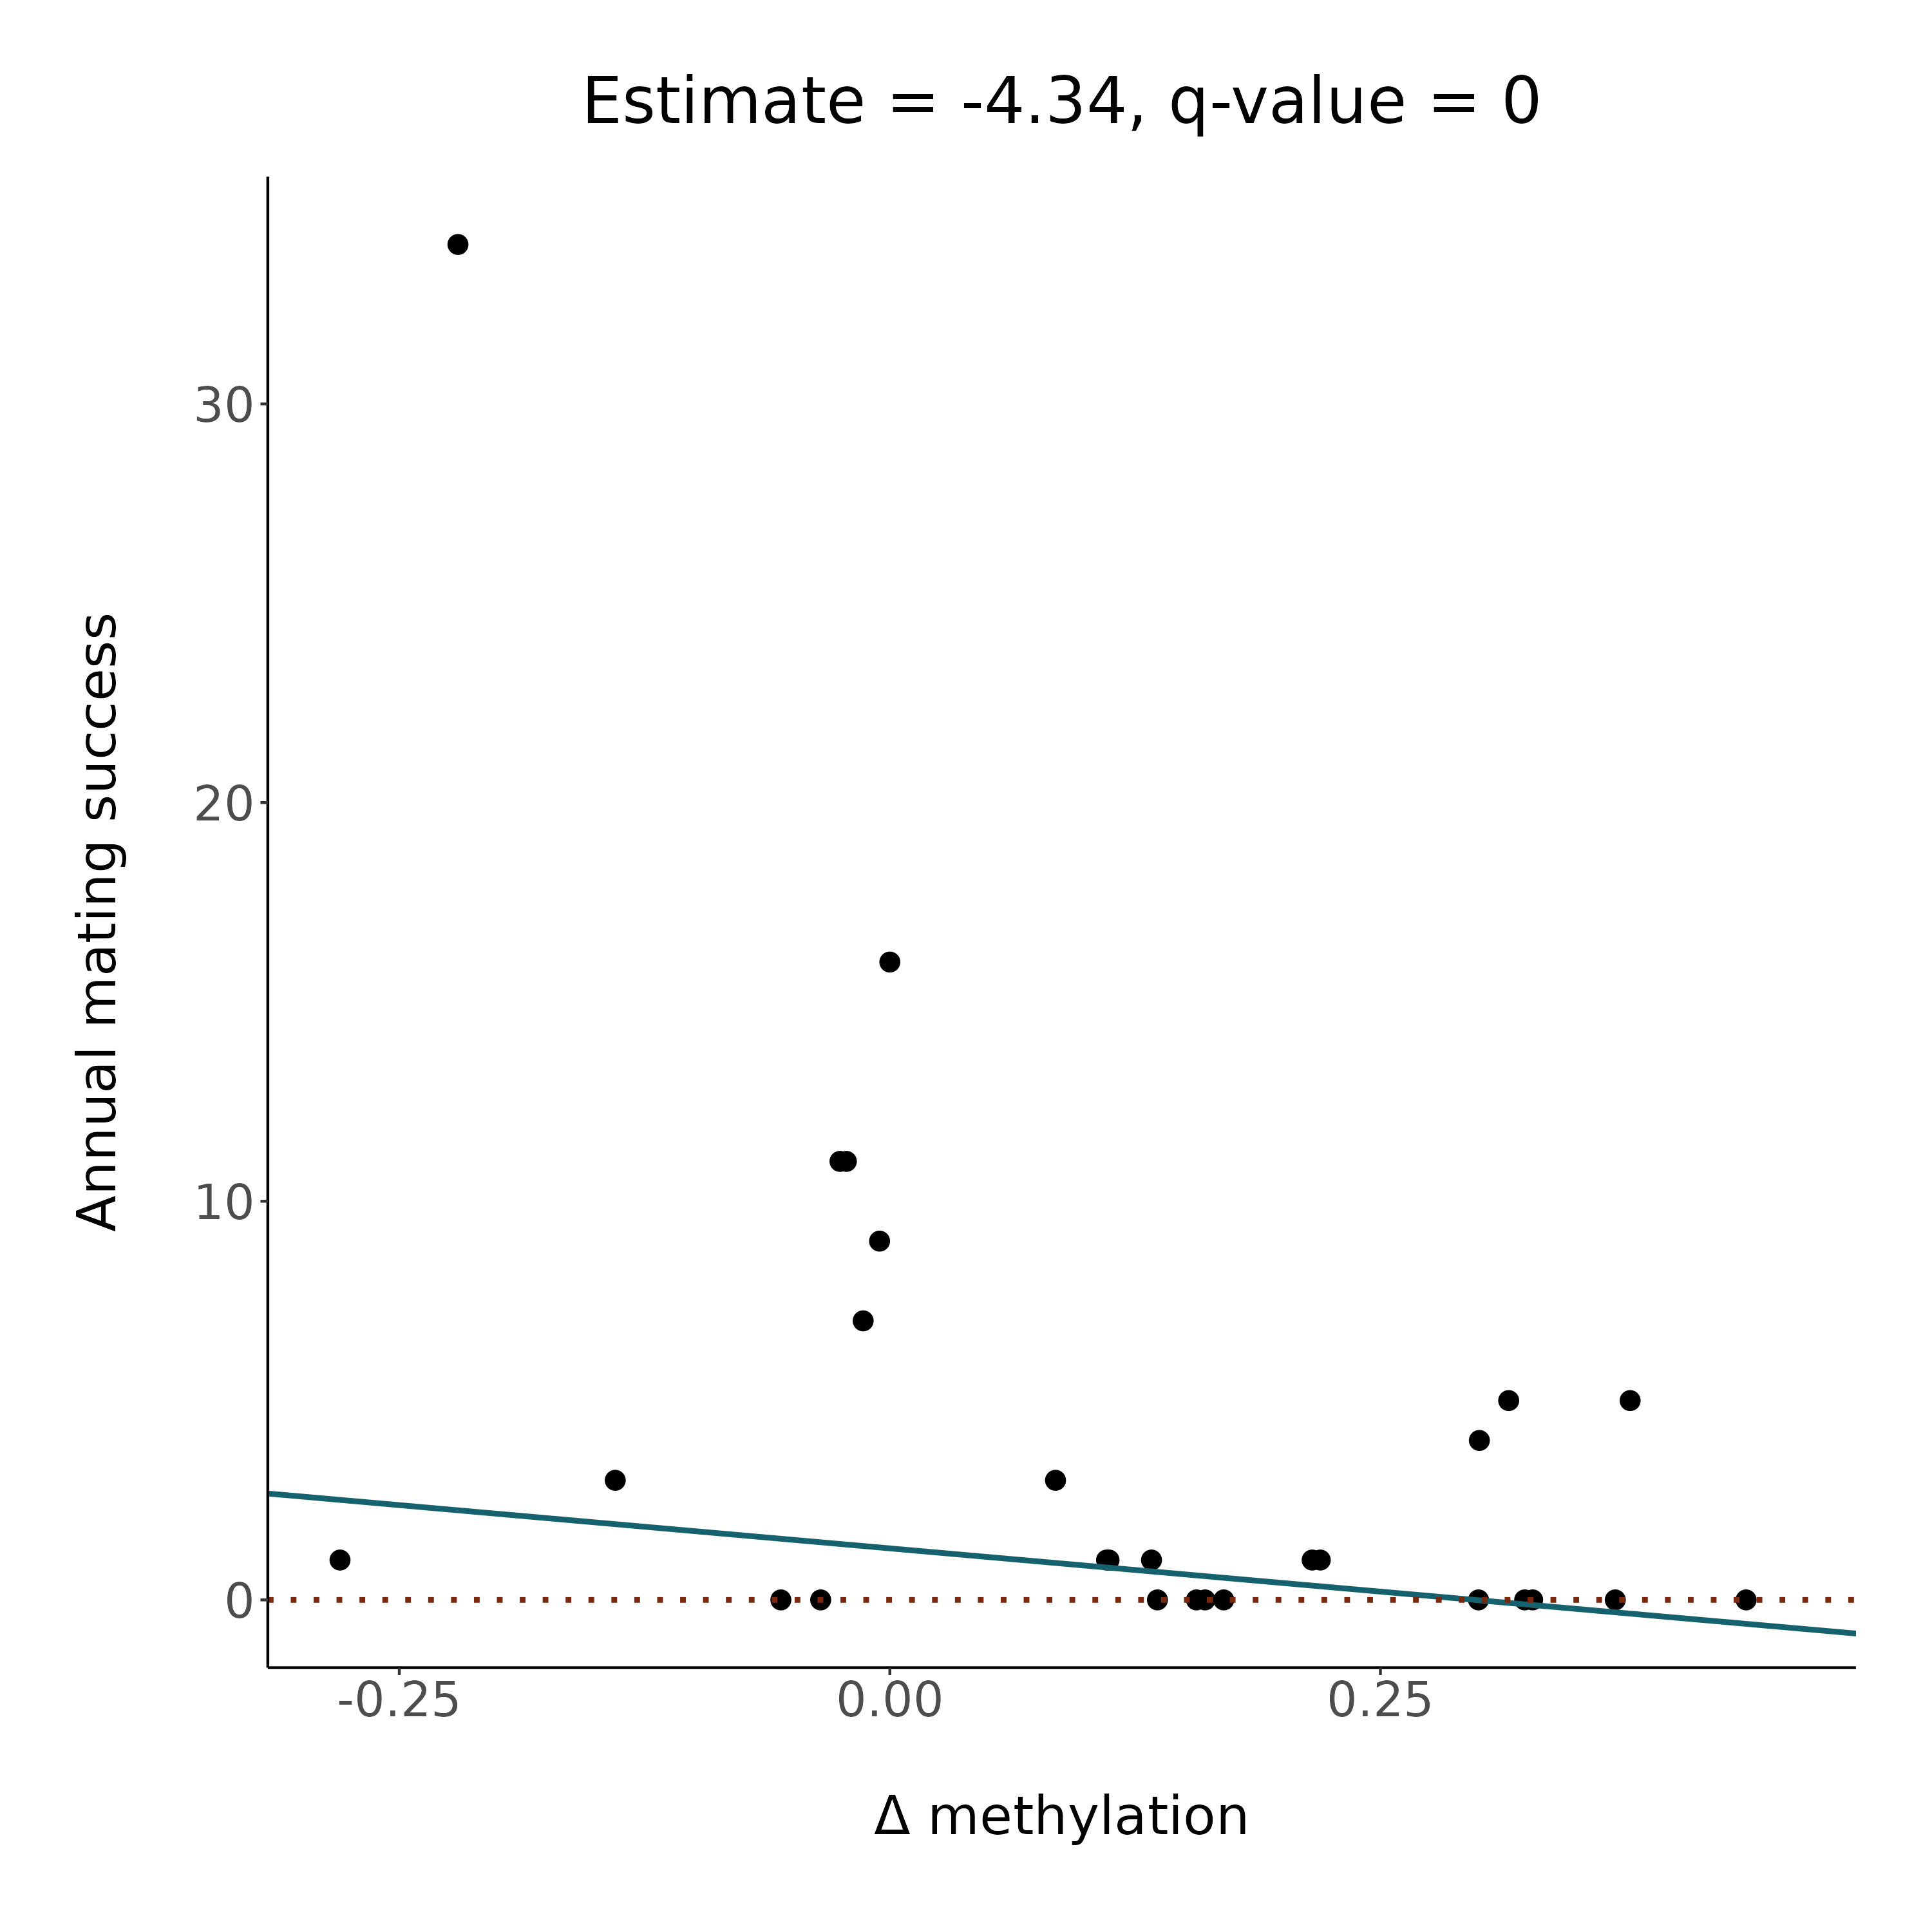 Estimate = -4.34, q-value = 0
Annual mating success
30
20
10
0
-0.25
0.00
0.25
Δ methylation